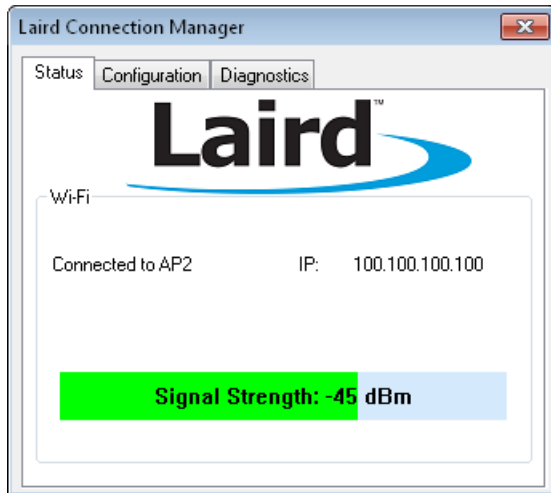 Laird Connection Manager
Status Configuration Diagnostics
Laird™
Wi-Fi
Connected to AP2 IP: 100.100.100.100
Signal Strength: -45 dBm